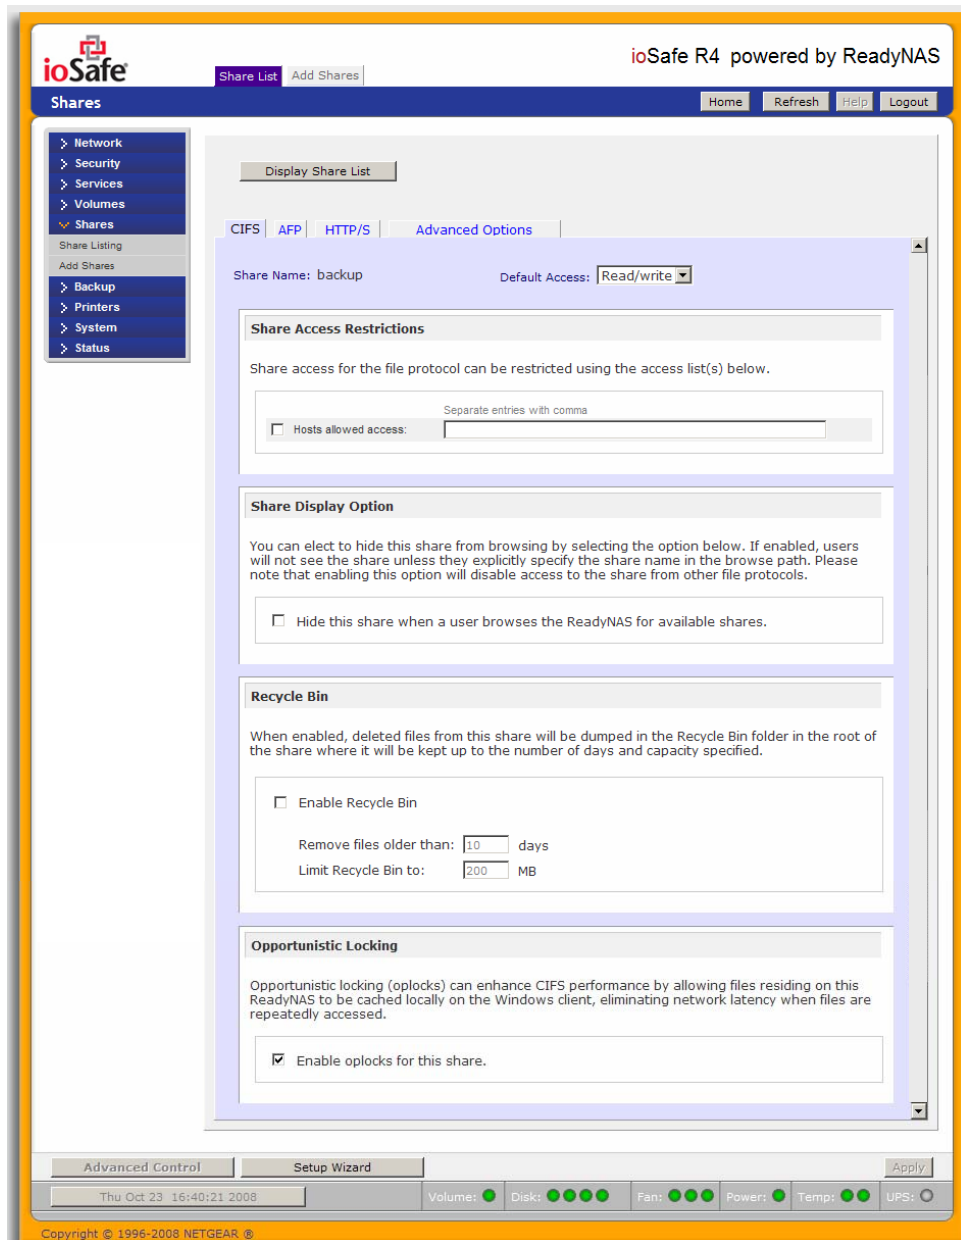 ioSafe
Share List Add Shares
ioSafe R4 powered by ReadyNAS
Shares
Home Refresh Help Logout
Network
Security
Services
Volumes
Shares
Share Listing
Add Shares
Backup
Printers
System
Status
Display Share List
CIFS AFP HTTP/S Advanced Options
Share Name: backup Default Access: Read/write
Share Access Restrictions
Share access for the file protocol can be restricted using the access list(s) below.
Separate entries with comma
Hosts allowed access:
Share Display Option
You can elect to hide this share from browsing by selecting the option below. If enabled, users
will not see the share unless they explicitly specify the share name in the browse path. Please
note that enabling this option will disable access to the share from other file protocols.
Hide this share when a user browses the ReadyNAS for available shares.
Recycle Bin
When enabled, deleted files from this share will be dumped in the Recycle Bin folder in the root of
the share where it will be kept up to the number of days and capacity specified.
Enable Recycle Bin
Remove files older than: 10 days
Limit Recycle Bin to: 200 MB
Opportunistic Locking
Opportunistic locking (oplocks) can enhance CIFS performance by allowing files residing on this
ReadyNAS to be cached locally on the Windows client, eliminating network latency when files are
repeatedly accessed.
Enable oplocks for this share.
Advanced Control Setup Wizard Apply
Thu Oct 23 16:40:21 2008 Volume: Disk: Fan: Power: Temp: UPS:
Copyright © 1996-2008 NETGEAR ®